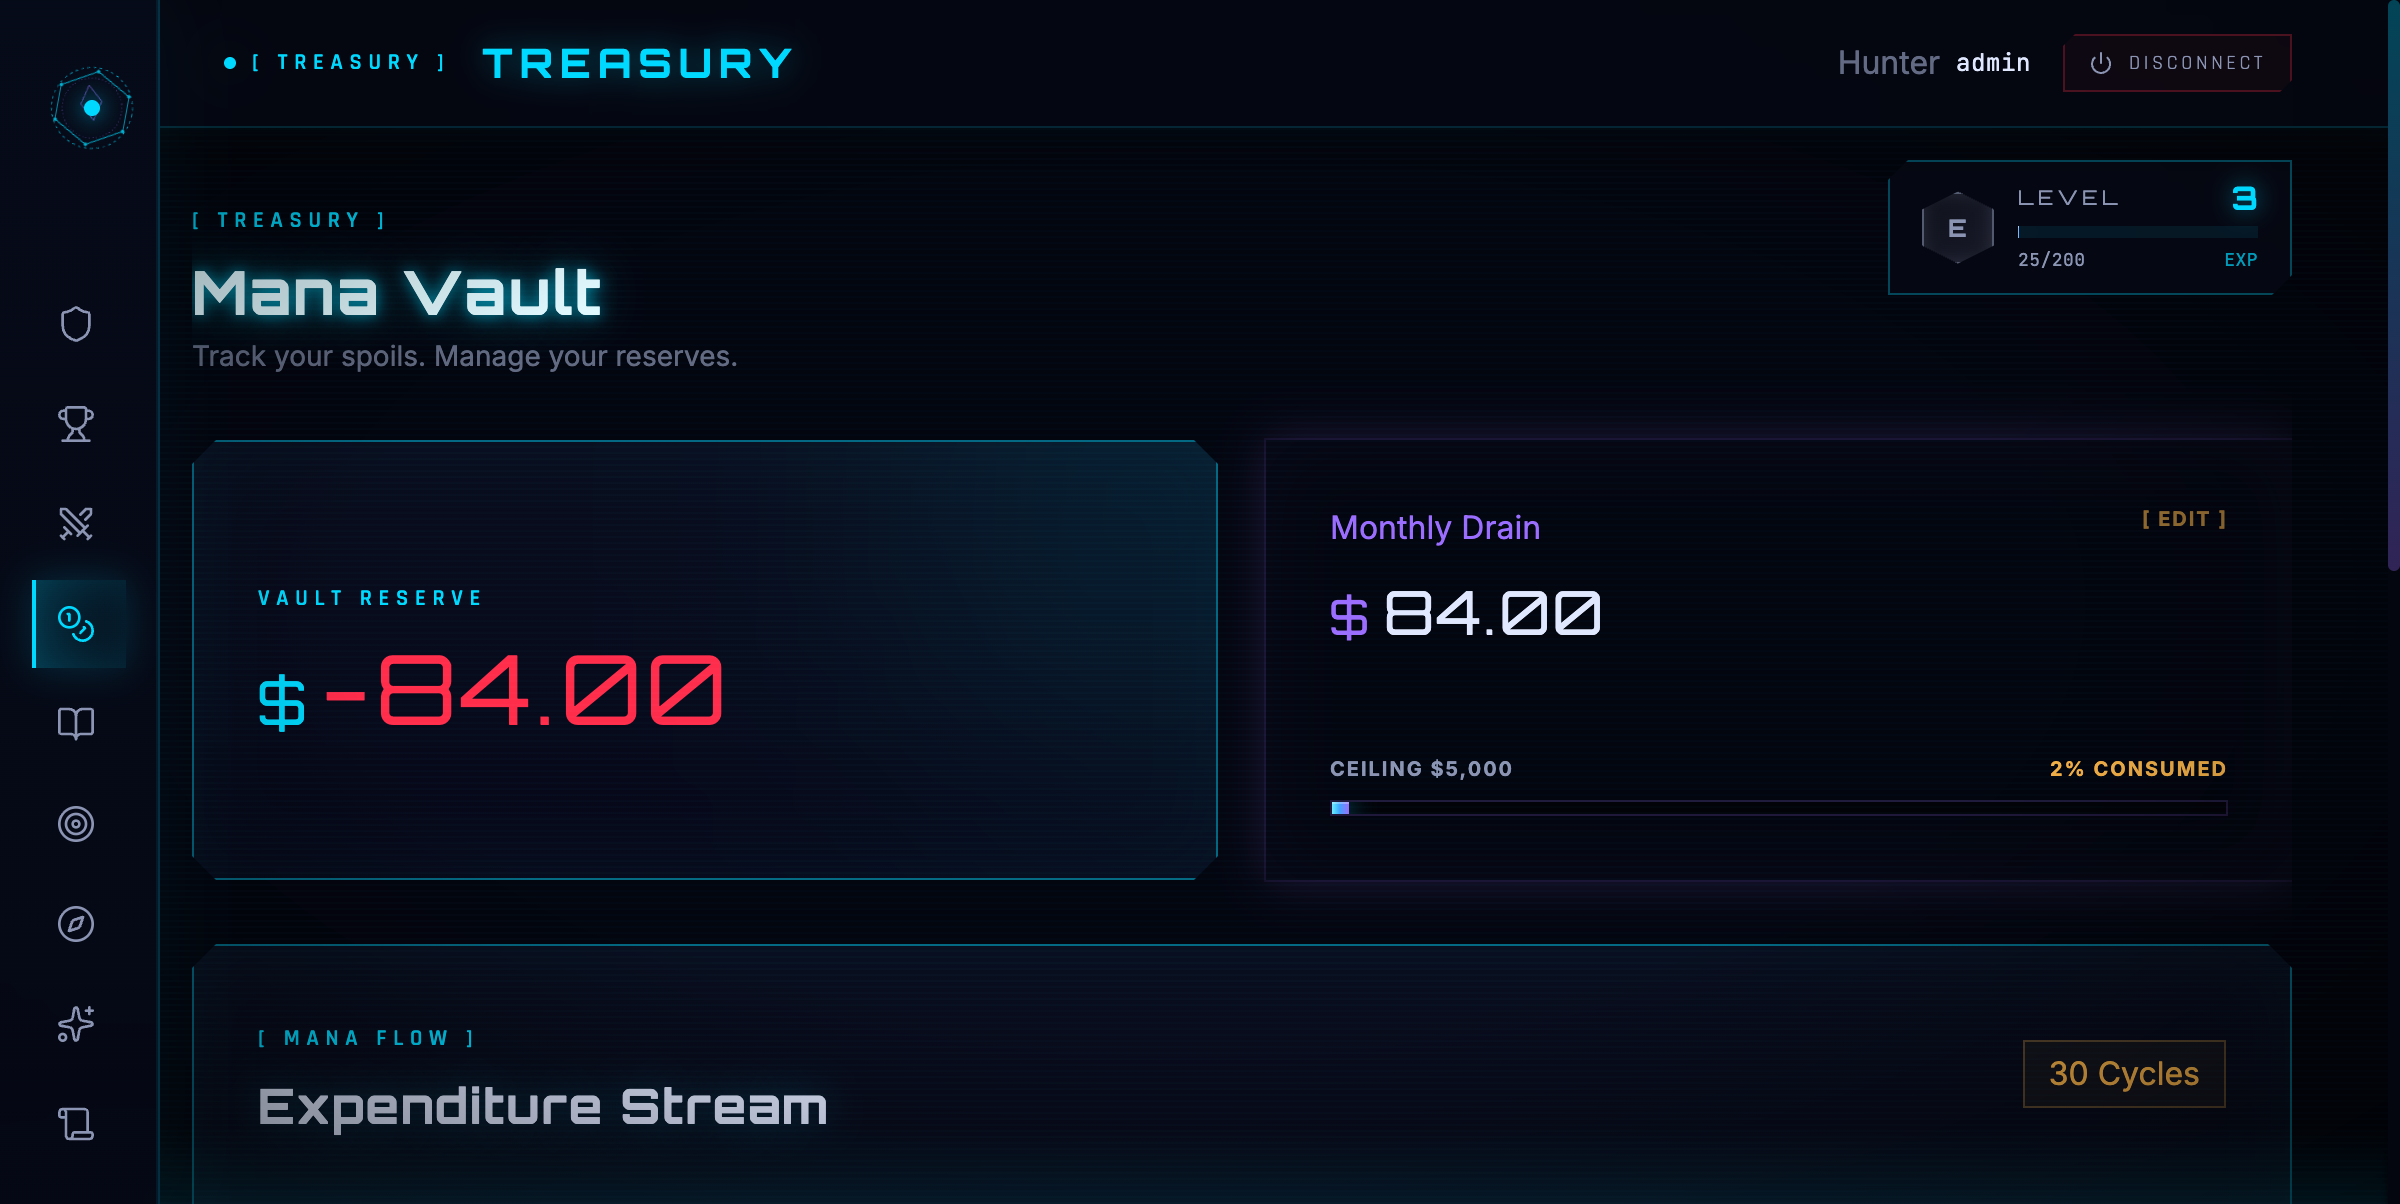 [ TREASURY ] TREASURY
Hunter admin
DISCONNECT
[ TREASURY ]
Mana Vault
Track your spoils. Manage your reserves.
E
LEVEL 3
25/200 EXP
VAULT RESERVE
$ -84.00
Monthly Drain
[ EDIT ]
$ 84.00
CEILING $5,000
2% CONSUMED
[ MANA FLOW ]
Expenditure Stream
30 Cycles